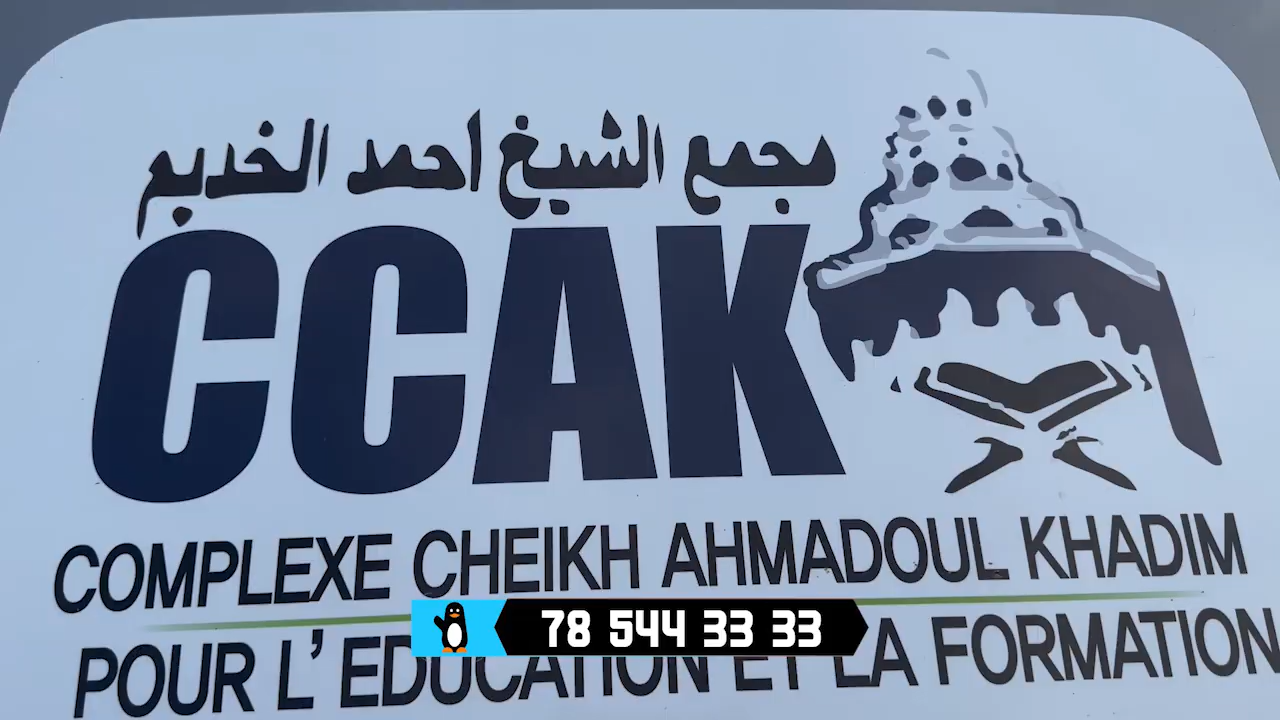 مجمع الشيخ احمد الخديم
CCAK
COMPLEXE CHEIKH AHMADOUL KHADIM
POUR L'EDUCATION ET LA FORMATION
78 544 33 33